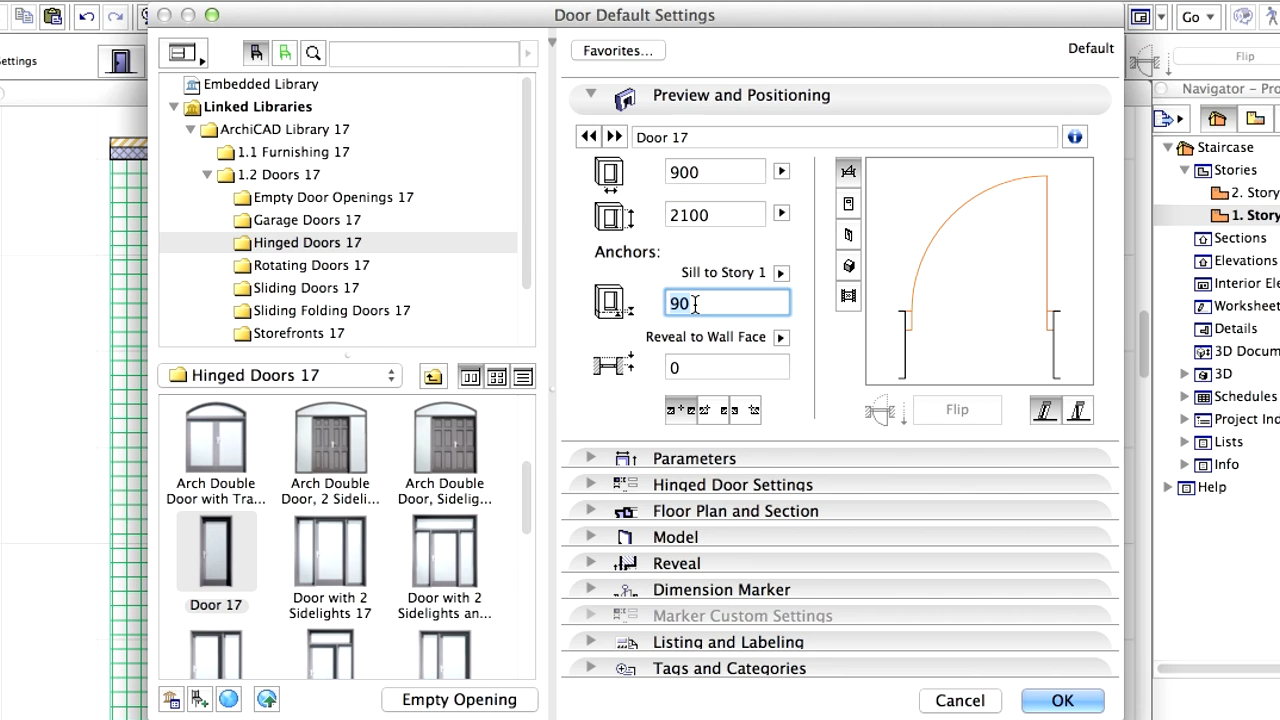 Door Default Settings
Go
Settings
Flip
Favorites...
Default
Embedded Library
Linked Libraries
ArchiCAD Library 17
1.1 Furnishing 17
1.2 Doors 17
Empty Door Openings 17
Garage Doors 17
Hinged Doors 17
Rotating Doors 17
Sliding Doors 17
Sliding Folding Doors 17
Storefronts 17
Hinged Doors 17
Arch Double
Door with Tra...
Arch Double
Door, 2 Sideli...
Arch Double
Door, Sidelig...
Door 17
Door with 2
Sidelights 17
Door with 2
Sidelights an...
Empty Opening
Preview and Positioning
Door 17
900
2100
Anchors:
Sill to Story 1
90
Reveal to Wall Face
0
Flip
Parameters
Hinged Door Settings
Floor Plan and Section
Model
Reveal
Dimension Marker
Marker Custom Settings
Listing and Labeling
Tags and Categories
Cancel
OK
Navigator - Pro
Staircase
Stories
2. Story
1. Story
Sections
Elevations
Interior Ele
Worksheet
Details
3D Docum
3D
Schedules
Project Ind
Lists
Info
Help